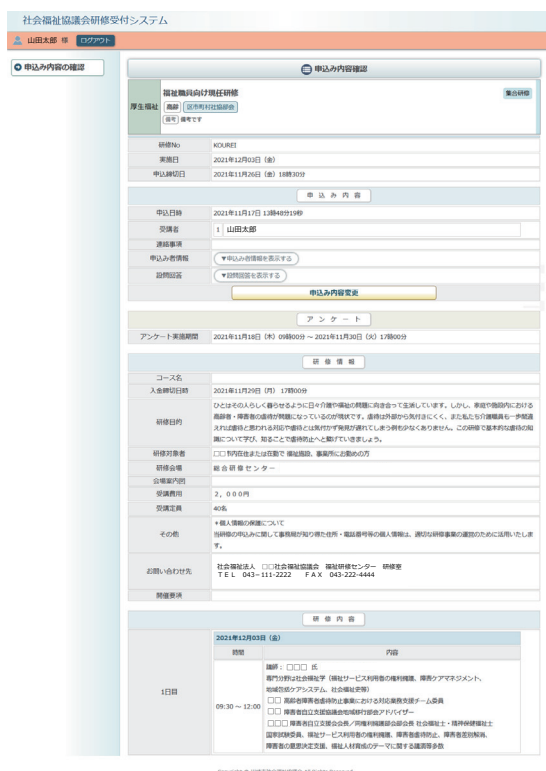 社会福祉協議会研修受付システム
山田太郎 様 ログアウト
申込み内容の確認
申込み内容確認
厚生福祉
福祉職員向け現任研修
集合研修
高齢 区市町村社協部会
備考 備考です
研修No KOUREI
実施日 2021年12月03日（金）
申込締切日 2021年11月26日（金）18時30分
申込み内容
申込日時 2021年11月17日 13時48分19秒
受講者 1 山田太郎
連絡事項
申込み者情報 ▼申込み者情報を表示する
設問回答 ▼設問回答を表示する
申込内容変更
アンケート
アンケート実施期間 2021年11月18日（木）09時00分 ～ 2021年11月30日（火）17時00分
研修情報
コース名
入金締切日時 2021年11月29日（月） 17時00分
研修目的
ひとはその人らしく暮らせるように日々介護や福祉の問題に向き合って生活しています。しかし、家庭や施設内における
高齢者・障害者の虐待が問題になっているのが現状です。虐待は外部から気付きにくく、また私たち介護職員も一歩間違
えれば虐待と思われる対応や虐待とは気付かず発見が遅れてしまう例も少なくありません。この研修で基本的な虐待の知
識について学び、知ることで虐待防止へと繋げていきましょう。
研修対象者 □□市内在住または在勤で 福祉施設、事業所にお勤めの方
研修会場 総合研修センター
会場案内図
受講費用 2，000円
受講定員 40名
その他
＋個人情報の保護について
当研修の申込みに関して事務局が知り得た住所・電話番号等の個人情報は、適切な研修事業の運営のために活用いたしま
す。
お問い合わせ先
社会福祉法人 □□社会福祉協議会 福祉研修センター 研修室
TEL 043-111-2222 FAX 043-222-4444
開催要項
研修内容
1日目
2021年12月03日（金）
時間 内容
09:30 ～ 12:00
講師：□□□ 氏
専門分野は社会福祉学（福祉サービス利用者の権利擁護、障害ケアマネジメント、
地域包括ケアシステム、社会福祉史等）
□□ 高齢者障害者虐待防止事業における対応業務支援チーム委員
□□ 障害者自立支援協議会地域移行部会アドバイザー
□□□ 障害者自立支援会会長／同権利擁護部会部会長 社会福祉士・精神保健福祉士
国家試験委員、福祉サービス利用者の権利擁護、障害者虐待防止、障害者差別解消、
障害者の意思決定支援、福祉人材育成のテーマに関する講演等多数